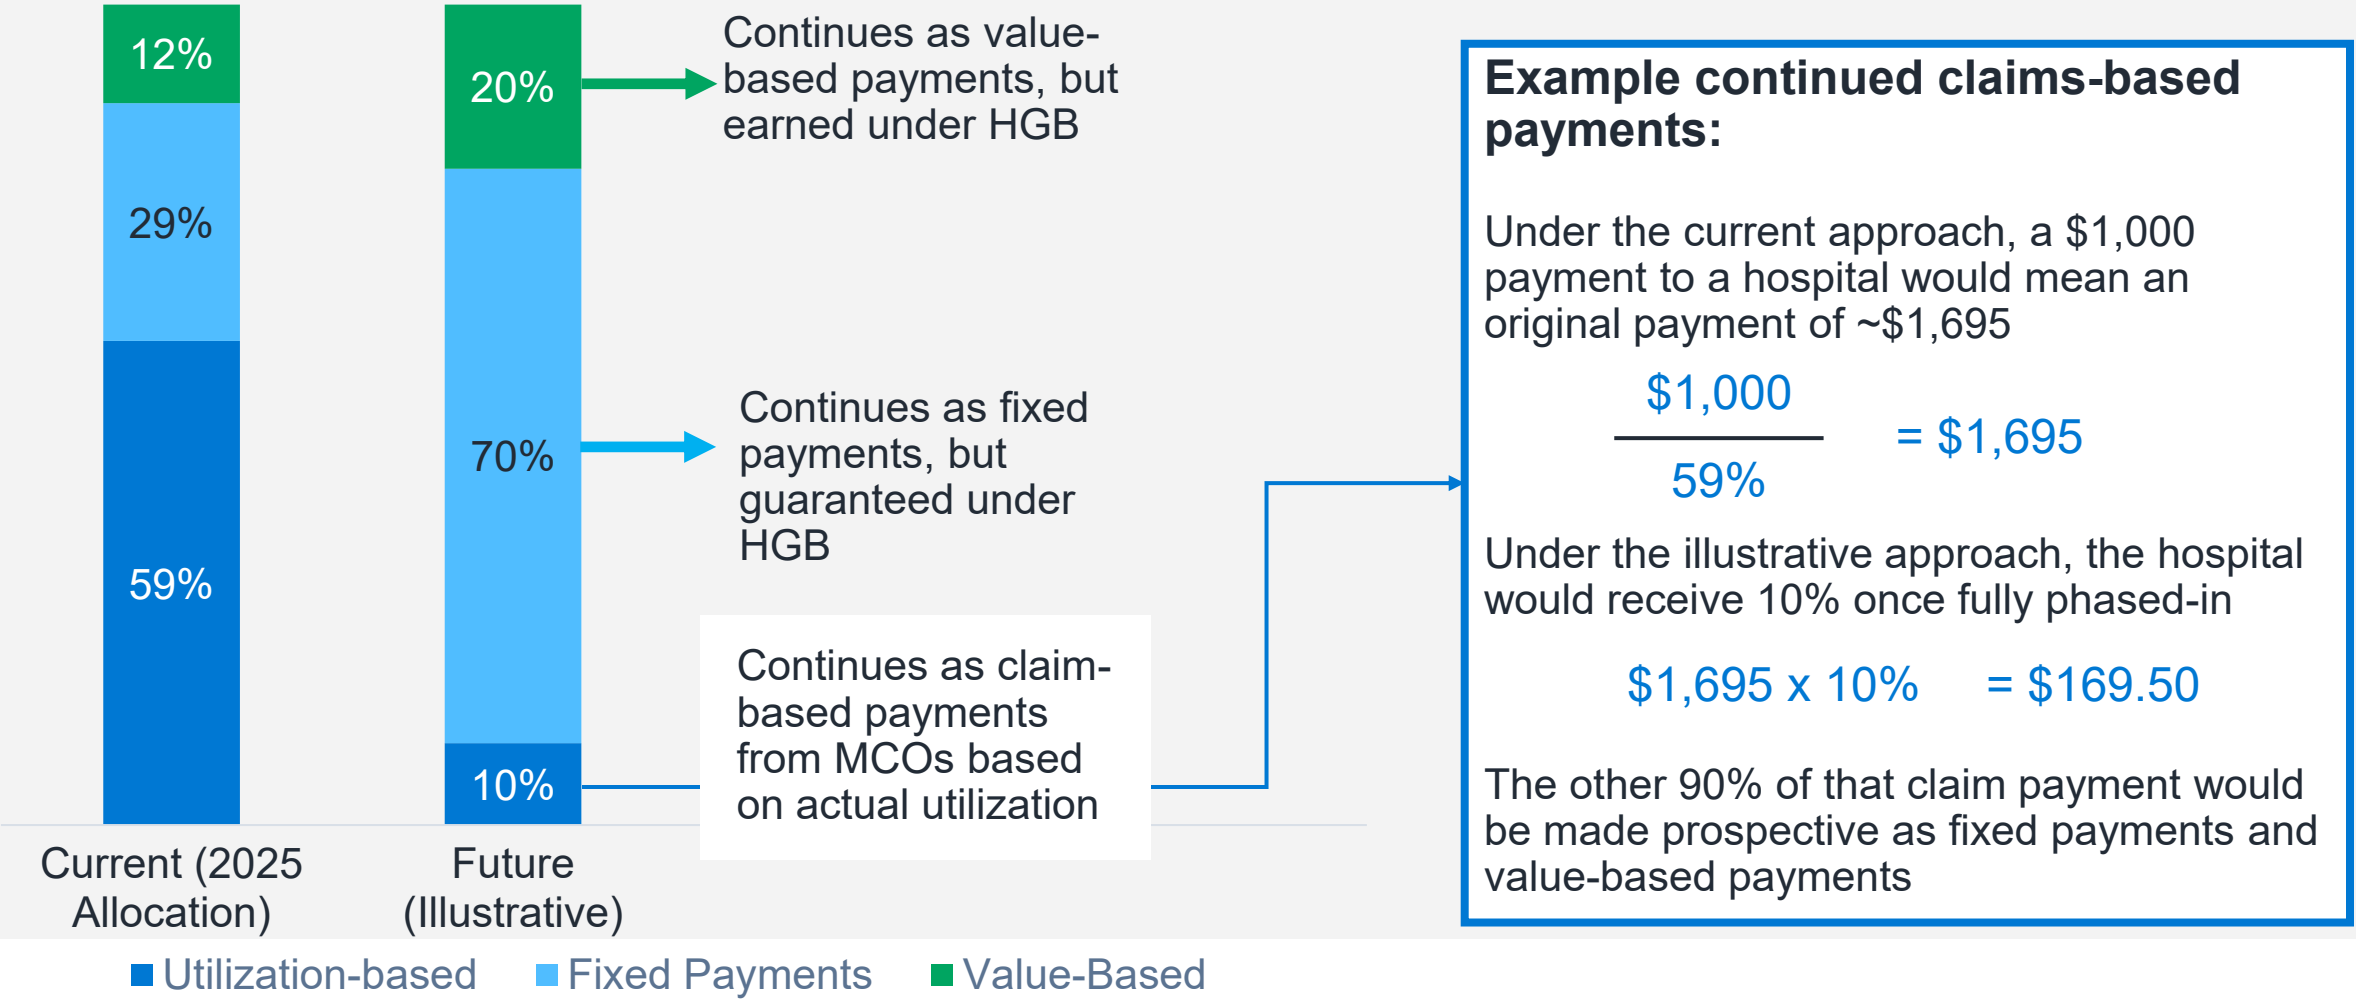 12%
29%
59%
20%
70%
10%
Continues as value-
based payments, but
earned under HGB
Continues as fixed
payments, but
guaranteed under
HGB
Continues as claim-
based payments
from MCOs based
on actual utilization
Current (2025
Allocation)
Future
(Illustrative)
Utilization-based
Fixed Payments
Value-Based
Example continued claims-based
payments:
Under the current approach, a $1,000
payment to a hospital would mean an
original payment of ~$1,695
$1,000
59%
= $1,695
Under the illustrative approach, the hospital
would receive 10% once fully phased-in
$1,695 x 10% = $169.50
The other 90% of that claim payment would
be made prospective as fixed payments and
value-based payments